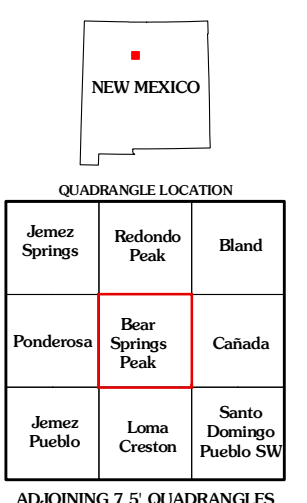 NEW MEXICO
QUADRANGLE LOCATION
Jemez
Springs
Redondo
Peak
Bland
Ponderosa
Bear
Springs
Peak
Cañada
Jemez
Pueblo
Loma
Creston
Santo
Domingo
Pueblo SW
ADJOINING 7.5' QUADRANGLES